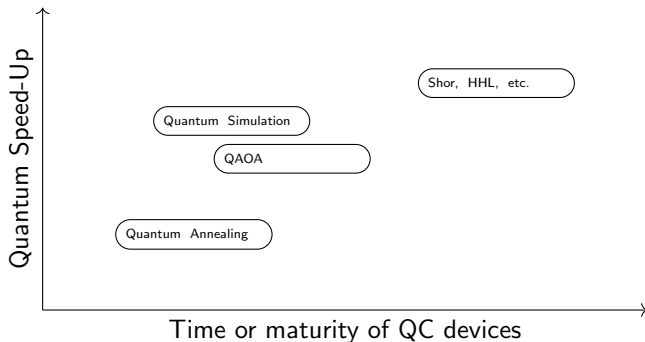 Quantum Speed-Up
Shor, HHL, etc.
Quantum Simulation
QAOA
Quantum Annealing
Time or maturity of QC devices